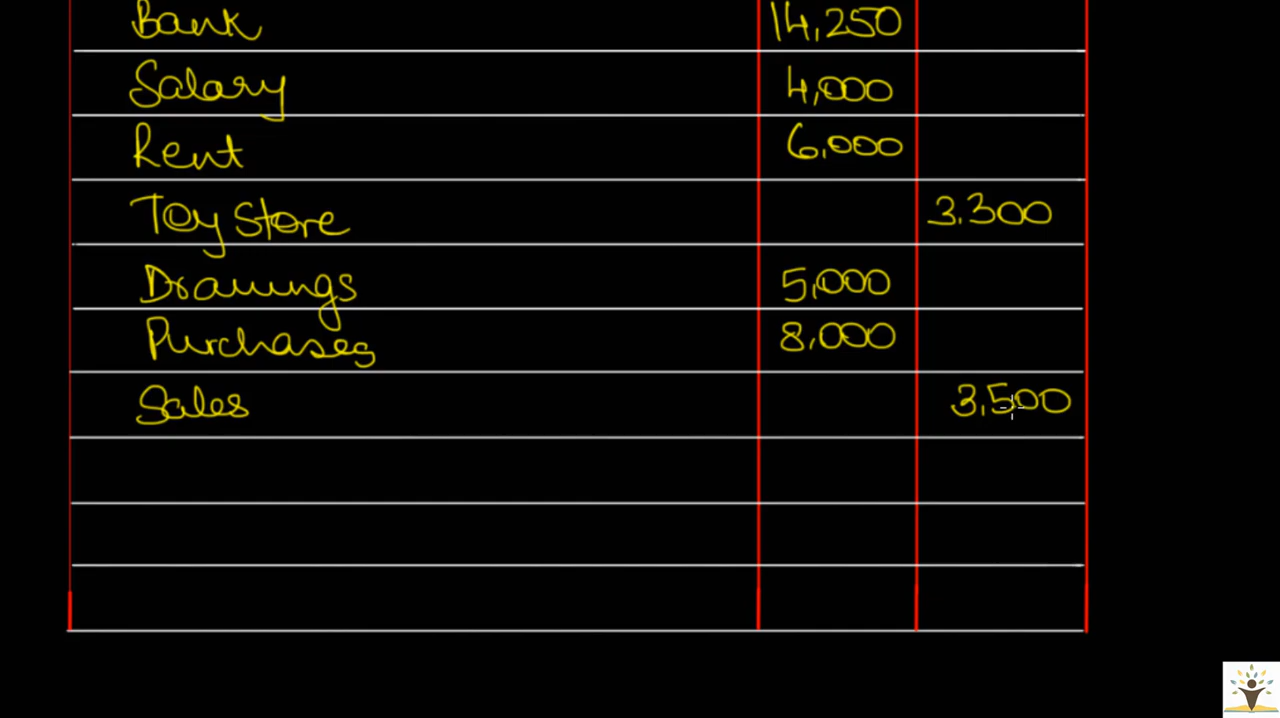 Bank 14,250
Salary 4,000
Rent 6,000
Toy Store 3.300
Drawings 5,000
Purchases 8,000
Sales 3,500